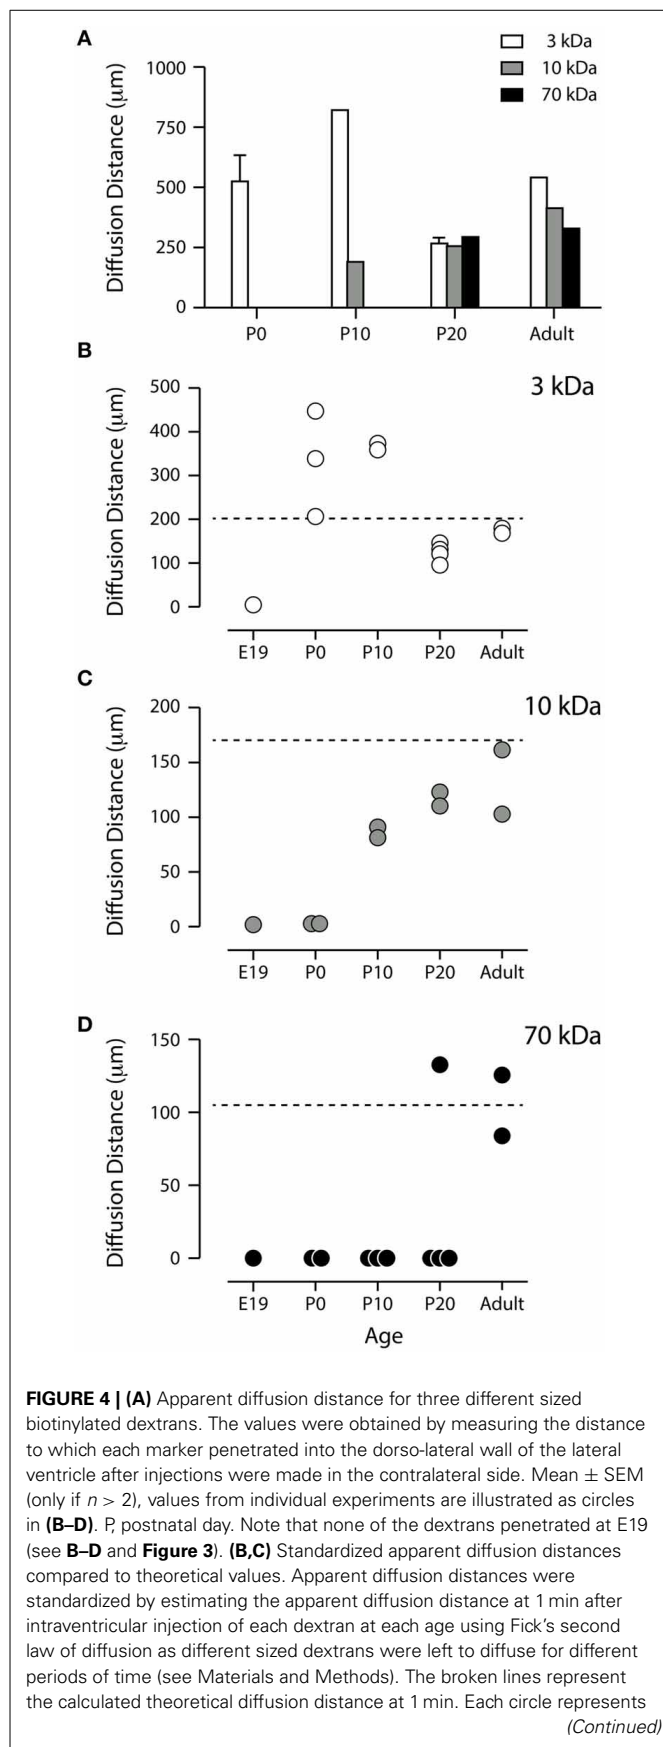 A
3 kDa
10 kDa
70 kDa
Diffusion Distance (μm)
1000
750
500
250
0
P0 P10 P20 Adult
B
3 kDa
Diffusion Distance (μm)
500
400
300
200
100
0
E19 P0 P10 P20 Adult
C
10 kDa
Diffusion Distance (μm)
200
150
100
50
0
E19 P0 P10 P20 Adult
D
70 kDa
Diffusion Distance (μm)
150
100
50
0
E19 P0 P10 P20 Adult
Age
FIGURE 4 | (A) Apparent diffusion distance for three different sized
biotinylated dextrans. The values were obtained by measuring the distance
to which each marker penetrated into the dorso-lateral wall of the lateral
ventricle after injections were made in the contralateral side. Mean ± SEM
(only if n > 2), values from individual experiments are illustrated as circles
in (B–D). P, postnatal day. Note that none of the dextrans penetrated at E19
(see B–D and Figure 3). (B,C) Standardized apparent diffusion distances
compared to theoretical values. Apparent diffusion distances were
standardized by estimating the apparent diffusion distance at 1 min after
intraventricular injection of each dextran at each age using Fick's second
law of diffusion as different sized dextrans were left to diffuse for different
periods of time (see Materials and Methods). The broken lines represent
the calculated theoretical diffusion distance at 1 min. Each circle represents
(Continued)